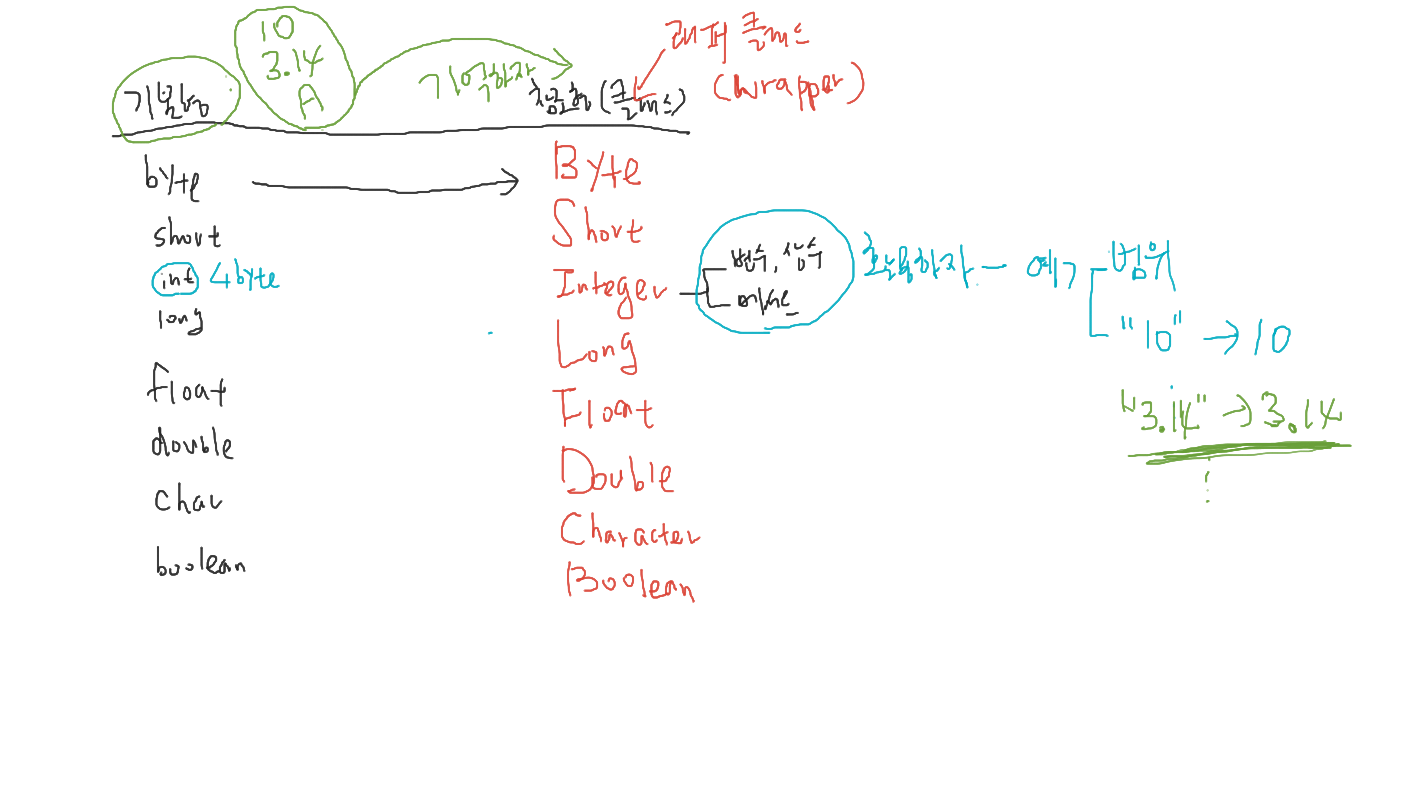 10
3.14
A
기본형
기억하자
참조형 (클래스)
래퍼 클래스
(Wrapper)
byte
Byte
short
Short
int 4byte
Integer
변수, 상수
메서드
활용하자 - 예
범위
"10" → 10
"3.14" → 3.14
long
Long
float
Float
double
Double
char
Character
boolean
Boolean